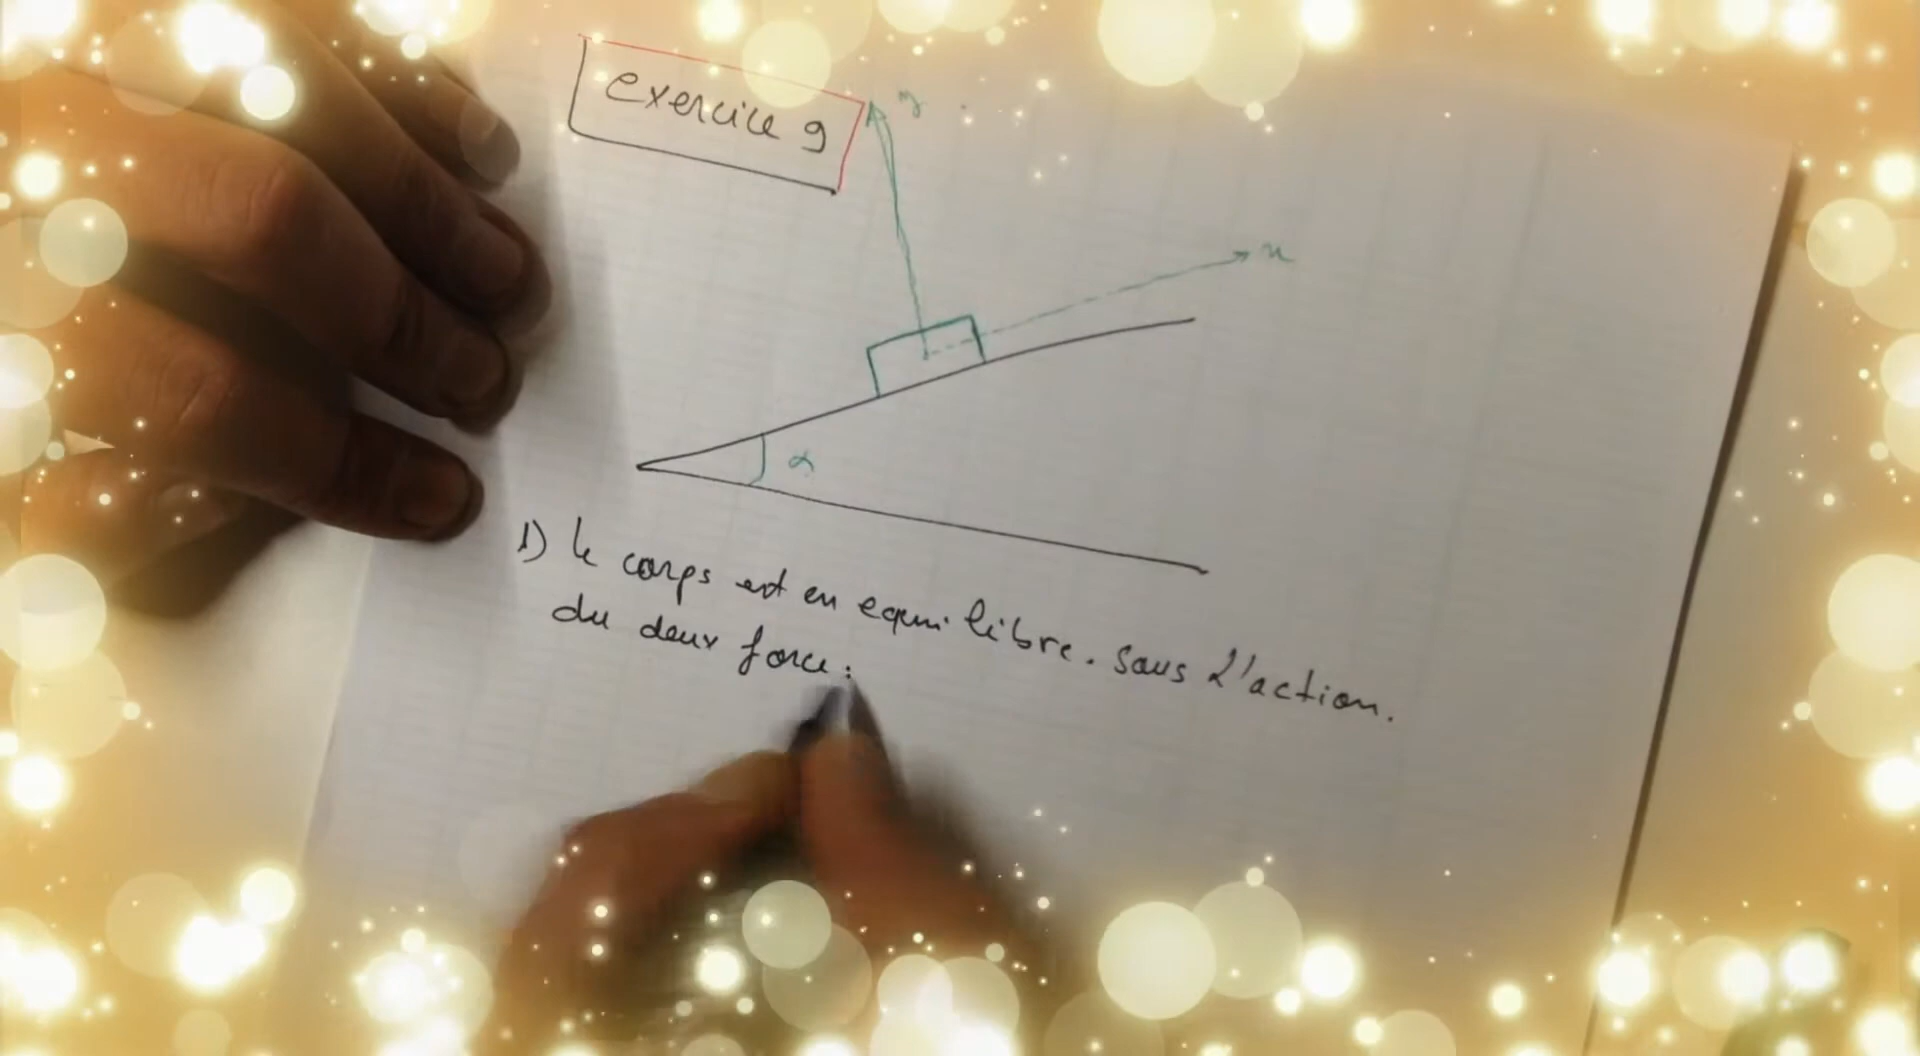 exercice 9
y
x
α
1) le corps est en equilibre. sous l'action.
du deux force: